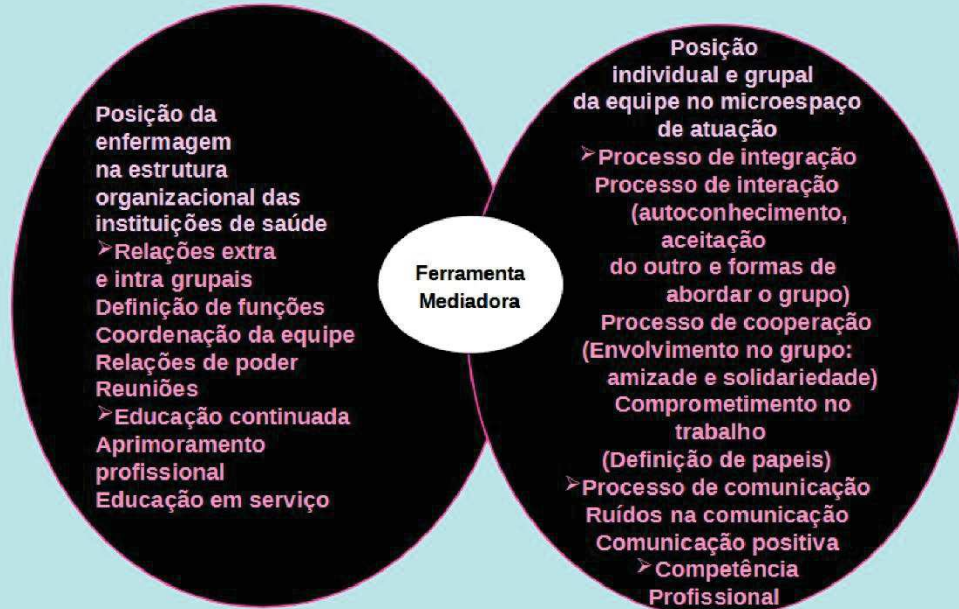 Posição da
enfermagem
na estrutura
organizacional das
instituições de saúde
➢Relações extra
e intra grupais
Definição de funções
Coordenação da equipe
Relações de poder
Reuniões
➢Educação continuada
Aprimoramento
profissional
Educação em serviço
Ferramenta
Mediadora
Posição
individual e grupal
da equipe no microespaço
de atuação
➢Processo de integração
Processo de interação
(autoconhecimento,
aceitação
do outro e formas de
abordar o grupo)
Processo de cooperação
(Envolvimento no grupo:
amizade e solidariedade)
Comprometimento no
trabalho
(Definição de papeis)
➢Processo de comunicação
Ruídos na comunicação
Comunicação positiva
➢Competência
Profissional